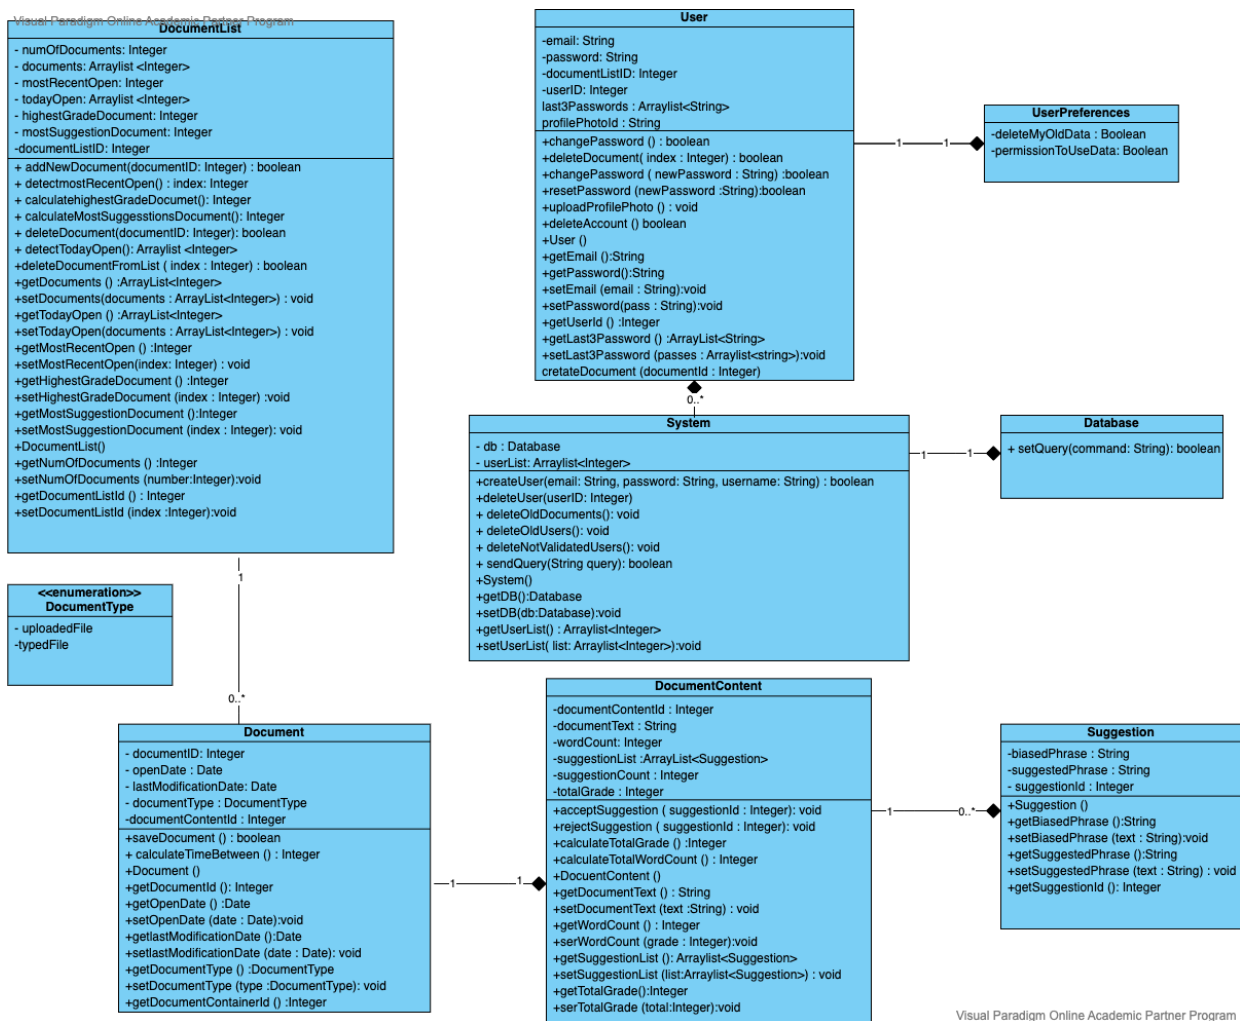 Visual Paradigm Online Academic Partner Program
DocumentList
- numOfDocuments: Integer
- documents: Arraylist <Integer>
- mostRecentOpen: Integer
- todayOpen: Arraylist <Integer>
- highestGradeDocument: Integer
- mostSuggestionDocument: Integer
-documentListID: Integer
+ addNewDocument(documentID: Integer) : boolean
+ detectmostRecentOpen() : index: Integer
+ calculatehighestGradeDocumet(): Integer
+ calculateMostSuggesstionsDocument(): Integer
+ deleteDocument(documentID: Integer): boolean
+ detectTodayOpen(): Arraylist <Integer>
+deleteDocumentFromList ( index : Integer) : boolean
+getDocuments () :ArrayList<Integer>
+setDocuments(documents : ArrayList<Integer>) : void
+getTodayOpen () :ArrayList<Integer>
+setTodayOpen(documents : ArrayList<Integer>) : void
+getMostRecentOpen () :Integer
+setMostRecentOpen(index: Integer) : void
+getHighestGradeDocument () :Integer
+setHighestGradeDocument (index : Integer) :void
+getMostSuggestionDocument ():Integer
+setMostSuggestionDocument (index : Integer): void
+DocumentList()
+getNumOfDocuments () :Integer
+setNumOfDocuments (number:Integer):void
+getDocumentListId () : Integer
+setDocumentListId (index :Integer):void
User
-email: String
-password: String
-documentListID: Integer
-userID: Integer
last3Passwords : Arraylist<String>
profilePhotoId : String
+changePassword () : boolean
+deleteDocument( index : Integer) : boolean
+changePassword ( newPassword : String) :boolean
+resetPassword (newPassword :String):boolean
+uploadProfilePhoto () : void
+deleteAccount () boolean
+User ()
+getEmail ():String
+getPassword():String
+setEmail (email : String):void
+setPassword(pass : String):void
+getUserId () :Integer
+getLast3Password () :ArrayList<String>
+setLast3Password (passes : Arraylist<string>):void
cretateDocument (documentId : Integer)
1
1
UserPreferences
-deleteMyOldData : Boolean
-permissionToUseData: Boolean
0..*
System
- db : Database
- userList: Arraylist<Integer>
+createUser(email: String, password: String, username: String) : boolean
+deleteUser(userID: Integer)
+ deleteOldDocuments(): void
+ deleteOldUsers(): void
+ deleteNotValidatedUsers(): void
+ sendQuery(String query): boolean
+System()
+getDB():Database
+setDB(db:Database):void
+getUserList() : Arraylist<Integer>
+setUserList( list: Arraylist<Integer>):void
1
1
Database
+ setQuery(command: String): boolean
1
0..*
<<enumeration>>
DocumentType
- uploadedFile
-typedFile
Document
- documentID: Integer
- openDate : Date
- lastModificationDate: Date
- documentType : DocumentType
-documentContentId : Integer
+saveDocument () : boolean
+ calculateTimeBetween () : Integer
+Document ()
+getDocumentId (): Integer
+getOpenDate () :Date
+setOpenDate (date : Date):void
+getlastModificationDate ():Date
+setlastModificationDate (date : Date): void
+getDocumentType () :DocumentType
+setDocumentType (type :DocumentType): void
+getDocumentContainerId () :Integer
1
1
DocumentContent
-documentContentId : Integer
-documentText : String
-wordCount: Integer
-suggestionList :ArrayList<Suggestion>
-suggestionCount : Integer
-totalGrade : Integer
+acceptSuggestion ( suggestionId : Integer): void
+rejectSuggestion ( suggestionId : Integer): void
+calculateTotalGrade () :Integer
+calculateTotalWordCount () : Integer
+DocuentContent ()
+getDocumentText () : String
+setDocumentText (text :String) : void
+getWordCount () : Integer
+serWordCount (grade : Integer):void
+getSuggestionList (): Arraylist<Suggestion>
+setSuggestionList (list:Arraylist<Suggestion>) : void
+getTotalGrade():Integer
+serTotalGrade (total:Integer):void
1
0..*
Suggestion
-biasedPhrase : String
-suggestedPhrase : String
- suggestionId : Integer
+Suggestion ()
+getBiasedPhrase ():String
+setBiasedPhrase (text : String):void
+getSuggestedPhrase ():String
+setSuggestedPhrase (text : String) : void
+getSuggestionId (): Integer
Visual Paradigm Online Academic Partner Program